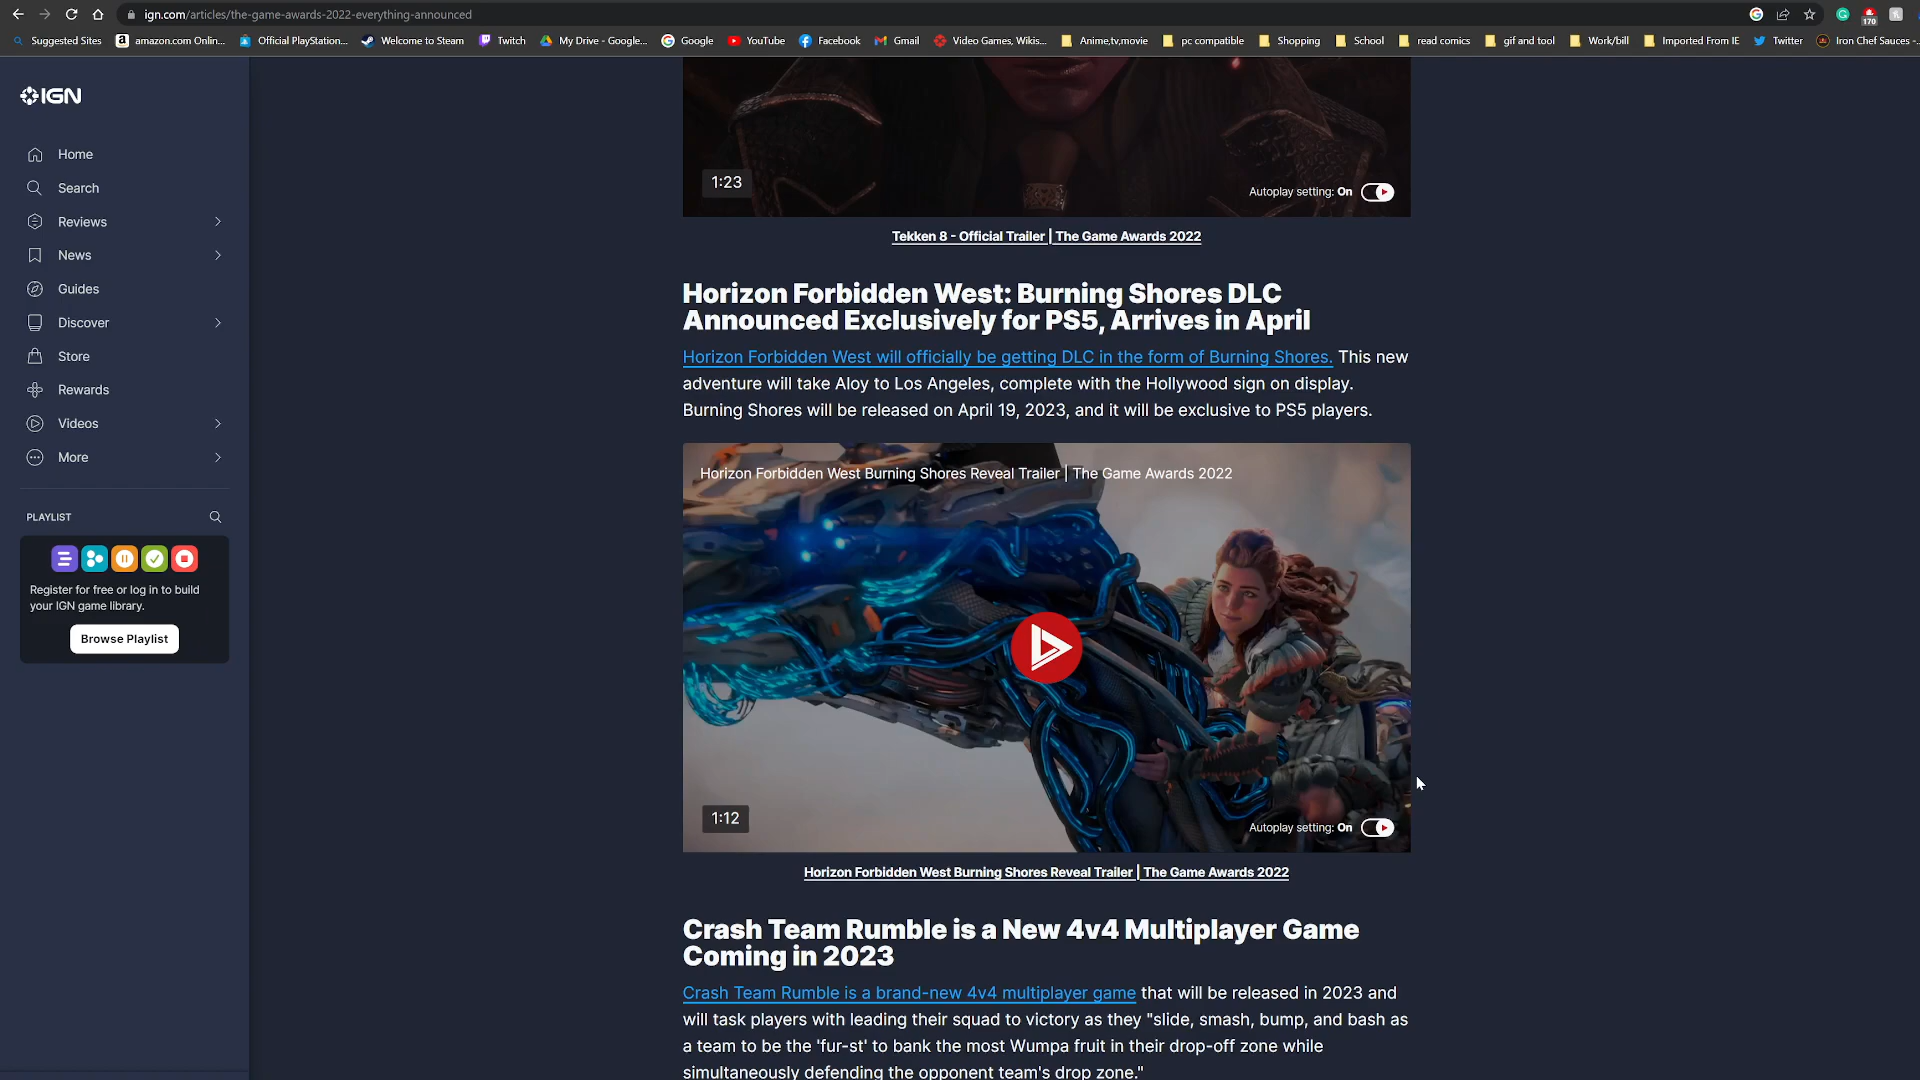 ign.com/articles/the-game-awards-2022-everything-announced
170
Suggested Sites
amazon.com Onlin...
Official PlayStation...
Welcome to Steam
Twitch
My Drive - Google...
Google
YouTube
Facebook
Gmail
Video Games, Wikis...
Anime,tv,movie
pc compatible
Shopping
School
read comics
gif and tool
Work/bill
Imported From IE
Twitter
Iron Chef Sauces -...
IGN
Home
Search
Reviews
News
Guides
Discover
Store
Rewards
Videos
More
PLAYLIST
Register for free or log in to build
your IGN game library.
Browse Playlist
1:23
Autoplay setting: On
Tekken 8 - Official Trailer | The Game Awards 2022
Horizon Forbidden West: Burning Shores DLC
Announced Exclusively for PS5, Arrives in April
Horizon Forbidden West will officially be getting DLC in the form of Burning Shores. This new
adventure will take Aloy to Los Angeles, complete with the Hollywood sign on display.
Burning Shores will be released on April 19, 2023, and it will be exclusive to PS5 players.
Horizon Forbidden West Burning Shores Reveal Trailer | The Game Awards 2022
1:12
Autoplay setting: On
Horizon Forbidden West Burning Shores Reveal Trailer | The Game Awards 2022
Crash Team Rumble is a New 4v4 Multiplayer Game
Coming in 2023
Crash Team Rumble is a brand-new 4v4 multiplayer game that will be released in 2023 and
will task players with leading their squad to victory as they "slide, smash, bump, and bash as
a team to be the 'fur-st' to bank the most Wumpa fruit in their drop-off zone while
simultaneously defending the opponent team's drop zone."